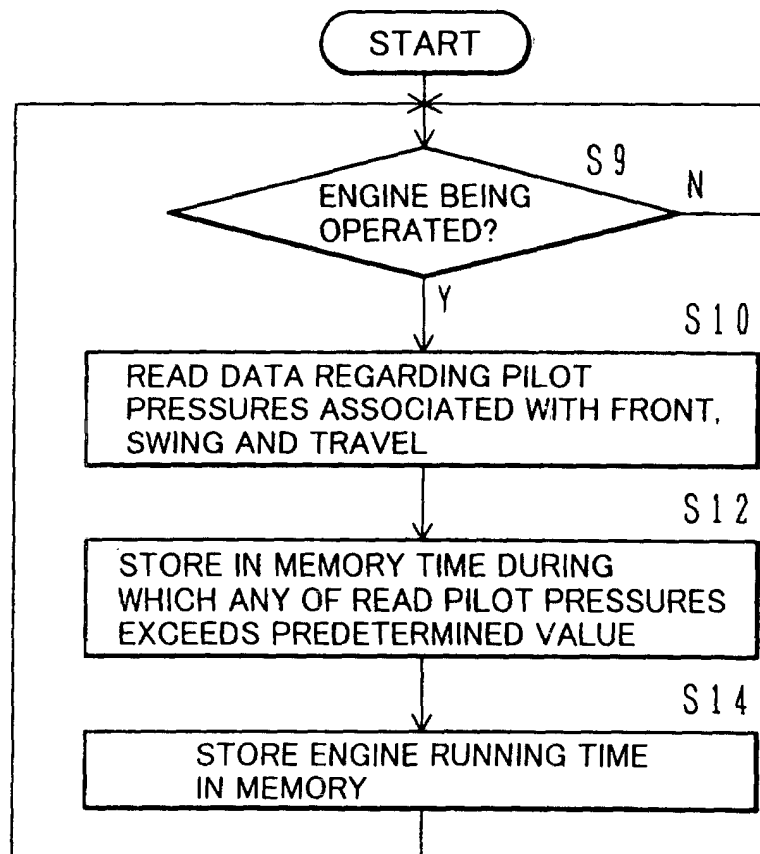 START
S9
ENGINE BEING
OPERATED?
N
Y
S10
READ DATA REGARDING PILOT
PRESSURES ASSOCIATED WITH FRONT,
SWING AND TRAVEL
S12
STORE IN MEMORY TIME DURING
WHICH ANY OF READ PILOT PRESSURES
EXCEEDS PREDETERMINED VALUE
S14
STORE ENGINE RUNNING TIME
IN MEMORY